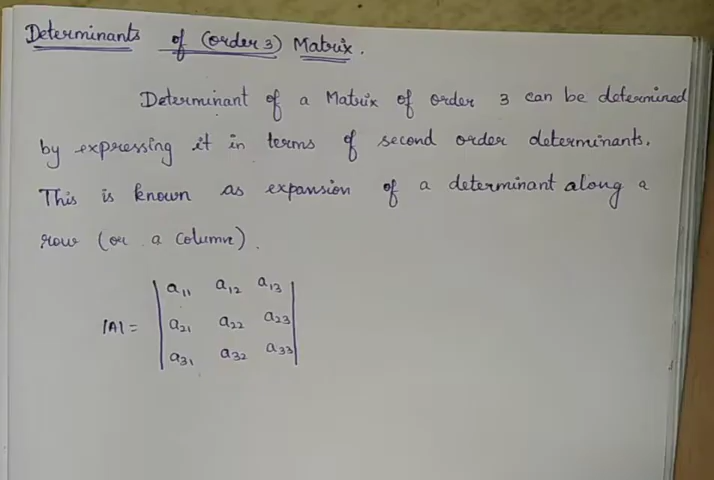 Determinants of (order 3) Matrix.
Determinant of a Matrix of order 3 can be determined
by expressing it in terms of second order determinants.
This is known as expansion of a determinant along a
row (or a column).
|A| = | a₁₁ a₁₂ a₁₃ |
| a₂₁ a₂₂ a₂₃ |
| a₃₁ a₃₂ a₃₃ |